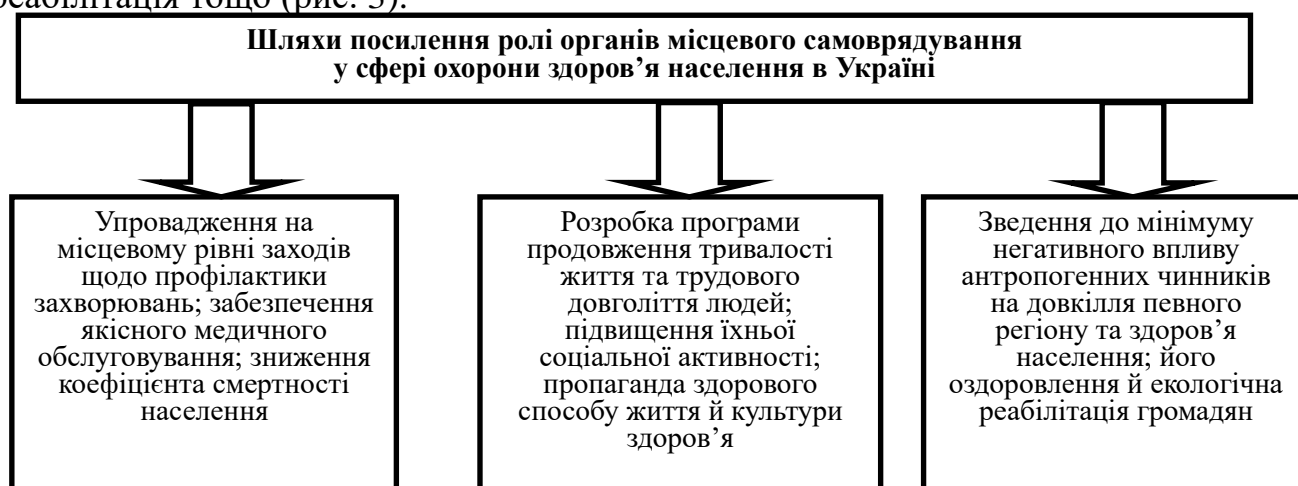 реабілітація тощо (рис. 3).
Шляхи посилення ролі органів місцевого самоврядування
у сфері охорони здоров’я населення в Україні
Упровадження на
місцевому рівні заходів
щодо профілактики
захворювань; забезпечення
якісного медичного
обслуговування; зниження
коефіцієнта смертності
населення
Розробка програми
продовження тривалості
життя та трудового
довголіття людей;
підвищення їхньої
соціальної активності;
пропаганда здорового
способу життя й культури
здоров’я
Зведення до мінімуму
негативного впливу
антропогенних чинників
на довкілля певного
регіону та здоров’я
населення; його
оздоровлення й екологічна
реабілітація громадян